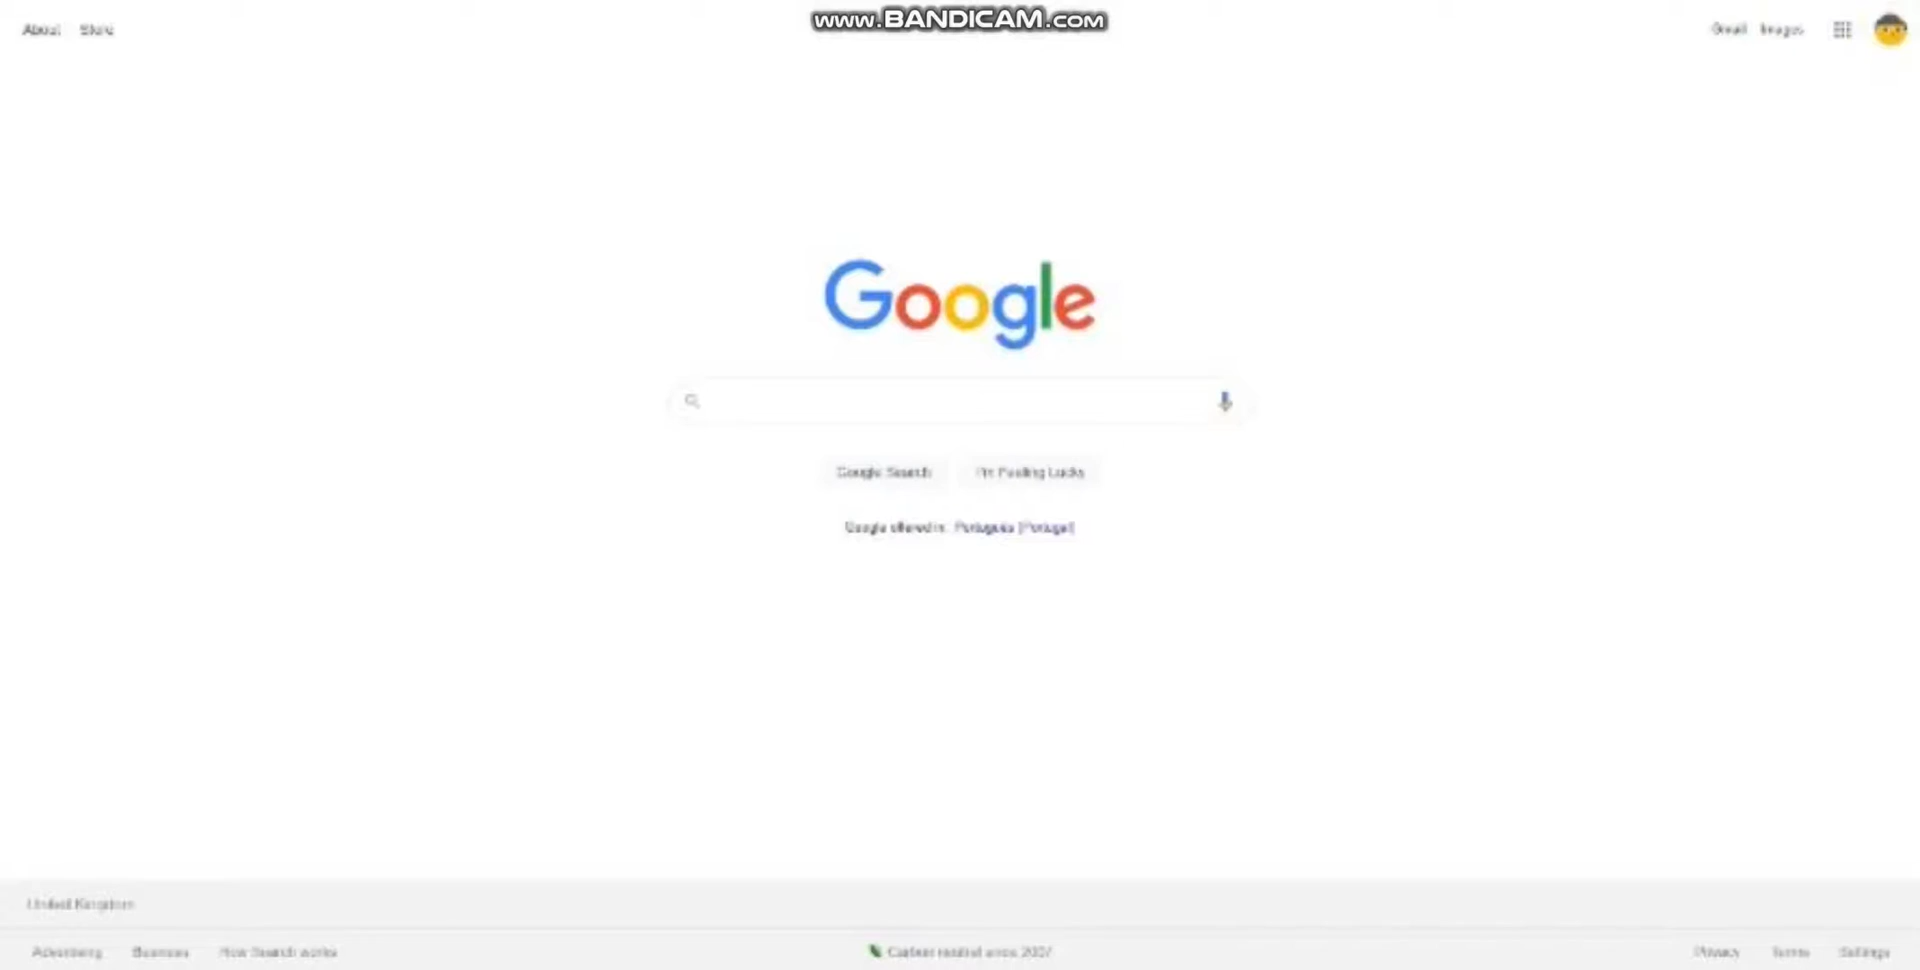 www.BANDICAM.com
About Store
Gmail Images
Google
Google Search I'm Feeling Lucky
Google offered in: Português (Portugal)
United Kingdom
Advertising Business How Search works
Carbon neutral since 2007
Privacy Terms Settings